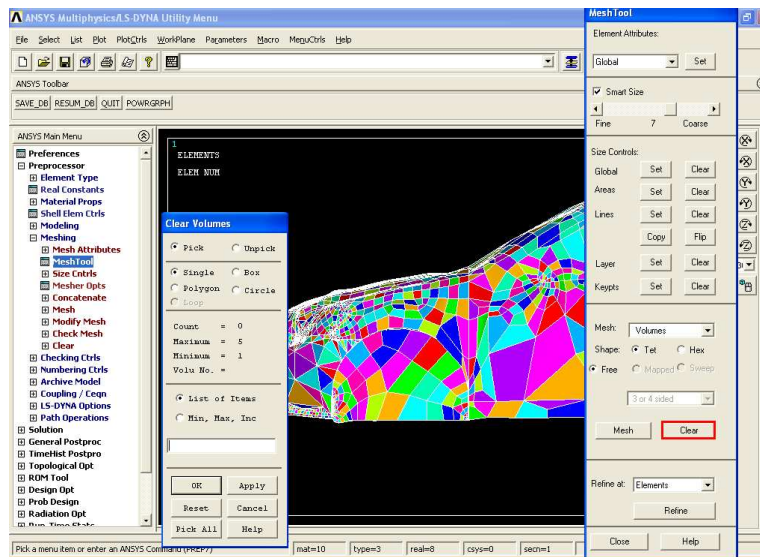 ANSYS Multiphysics/LS-DYNA Utility Menu
File Select List Plot PlotCtrls WorkPlane Parameters Macro MenuCtrls Help
ANSYS Toolbar
SAVE_DB RESUM_DB QUIT POWRGRPH
ANSYS Main Menu
Preferences
Preprocessor
Element Type
Real Constants
Material Props
Shell Elem Ctrls
Modeling
Meshing
Mesh Attributes
MeshTool
Size Cntrls
Mesher Opts
Concatenate
Mesh
Modify Mesh
Check Mesh
Clear
Checking Ctrls
Numbering Ctrls
Archive Model
Coupling / Ceqn
LS-DYNA Options
Path Operations
Solution
General Postproc
TimeHist Postpro
Topological Opt
ROM Tool
Design Opt
Prob Design
Radiation Opt
Run-Time Stats
1
ELEMENTS
ELEM NUM
Clear Volumes
Pick Unpick
Single Box
Polygon Circle
Loop
Count = 0
Maximum = 5
Minimum = 1
Volu No. =
List of Items
Min, Max, Inc
OK Apply
Reset Cancel
Pick All Help
MeshTool
Element Attributes:
Global Set
Smart Size
Fine 7 Coarse
Size Controls:
Global Set Clear
Areas Set Clear
Lines Set Clear
Copy Flip
Layer Set Clear
Keypts Set Clear
Mesh: Volumes
Shape: Tet Hex
Free Mapped Sweep
3 or 4 sided
Mesh Clear
Refine at: Elements
Refine
Close Help
Pick a menu item or enter an ANSYS Command (PREP7)
mat=10 type=3 real=8 csys=0 secn=1